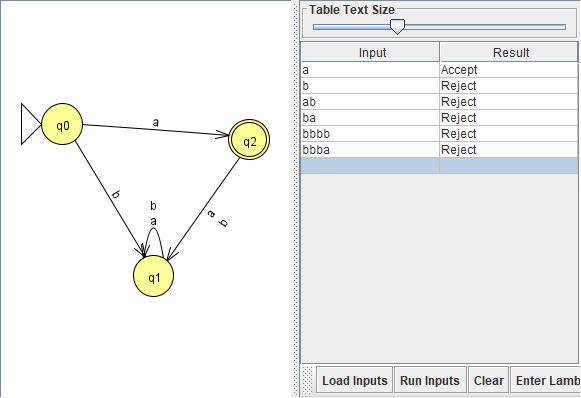 q0
a
q2
b
b
a
a
b
q1
Table Text Size
Input Result
a Accept
b Reject
ab Reject
ba Reject
bbbb Reject
bbba Reject
Load Inputs Run Inputs Clear Enter Lamb